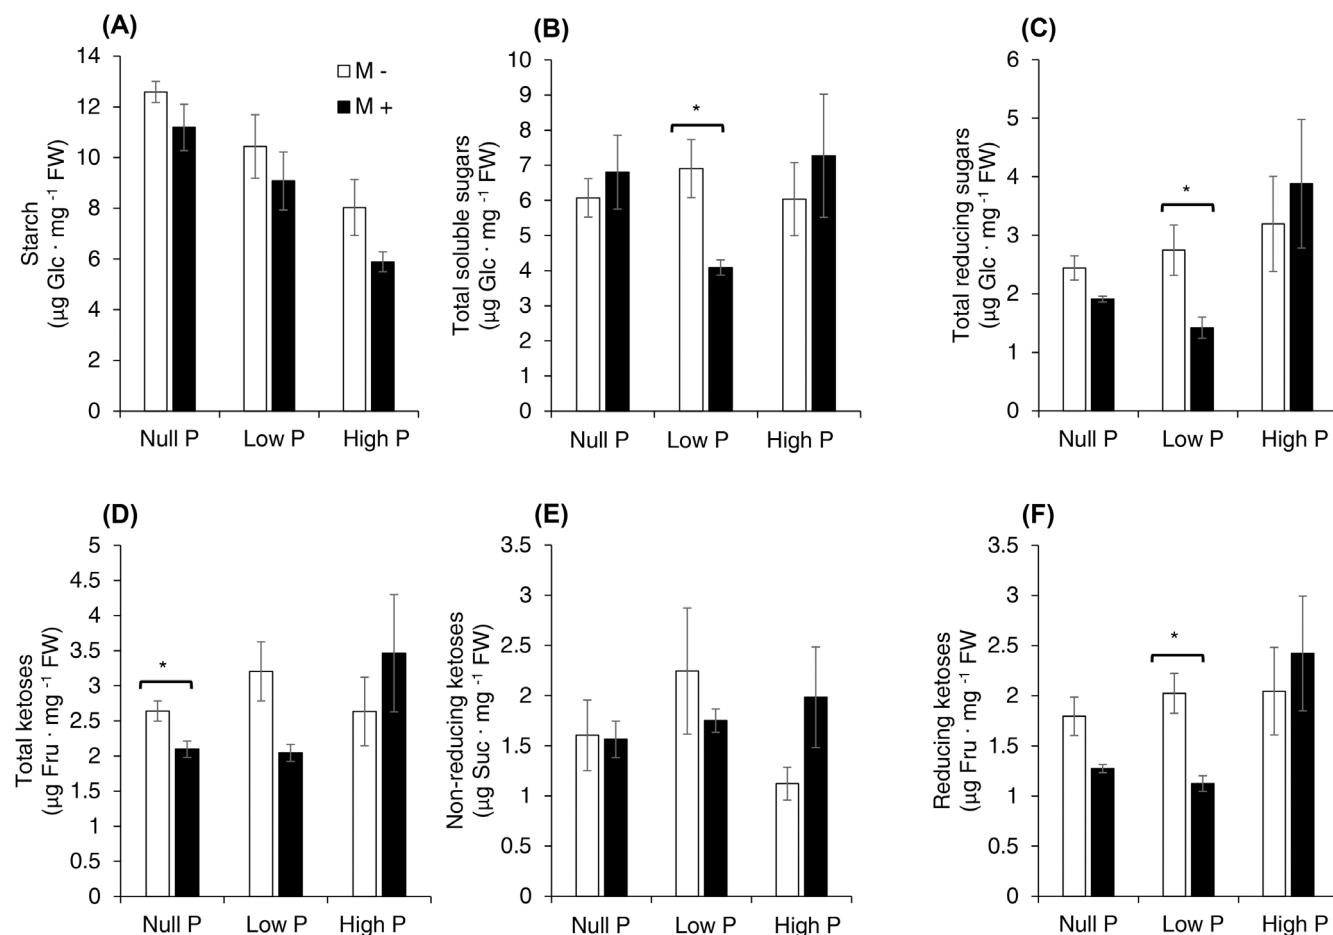 (A)
Starch
(µg Glc · mg ⁻¹ FW)
14
12
10
8
6
4
2
0
M -
M +
Null P Low P High P
(B)
Total soluble sugars
(µg Glc · mg ⁻¹ FW)
10
9
8
7
6
5
4
3
2
1
0
*
Null P Low P High P
(C)
Total reducing sugars
(µg Glc · mg ⁻¹ FW)
6
5
4
3
2
1
0
*
Null P Low P High P
(D)
Total ketoses
(µg Fru · mg ⁻¹ FW)
5
4.5
4
3.5
3
2.5
2
1.5
1
0.5
0
*
Null P Low P High P
(E)
Non-reducing ketoses
(µg Suc · mg ⁻¹ FW)
3.5
3
2.5
2
1.5
1
0.5
0
Null P Low P High P
(F)
Reducing ketoses
(µg Fru · mg ⁻¹ FW
3.5
3
2.5
2
1.5
1
0.5
0
*
Null P Low P High P